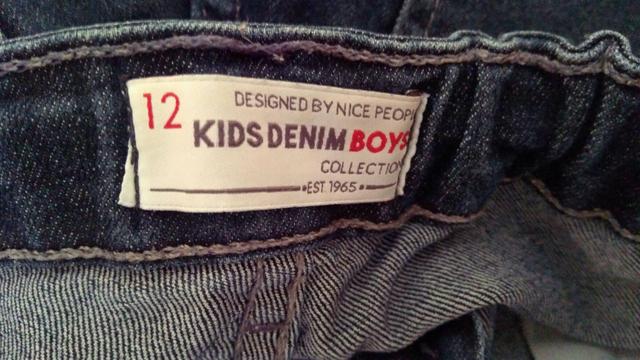 12
DESIGNED BY NICE PEOPL
KIDS DENIM BOYS
COLLECTION
•EST 1965•